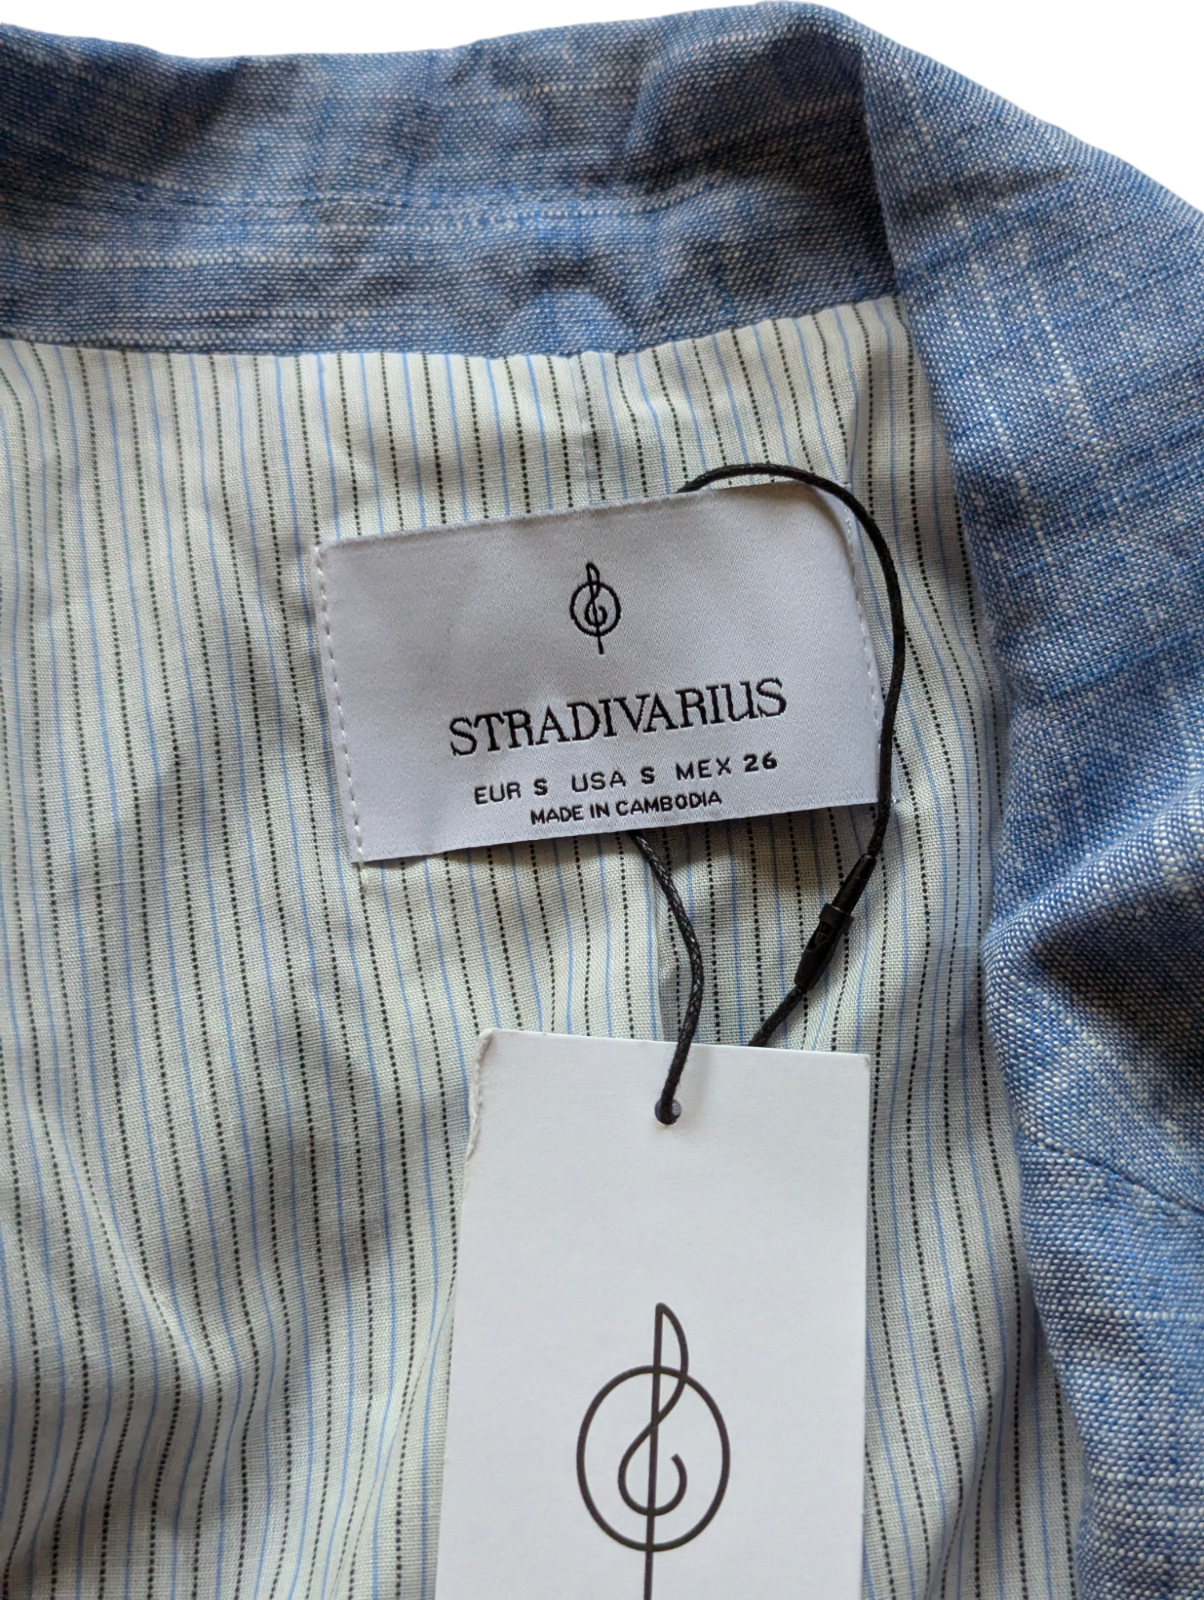 STRADIVARIUS
EUR S USA S MEX 26
MADE IN CAMBODIA